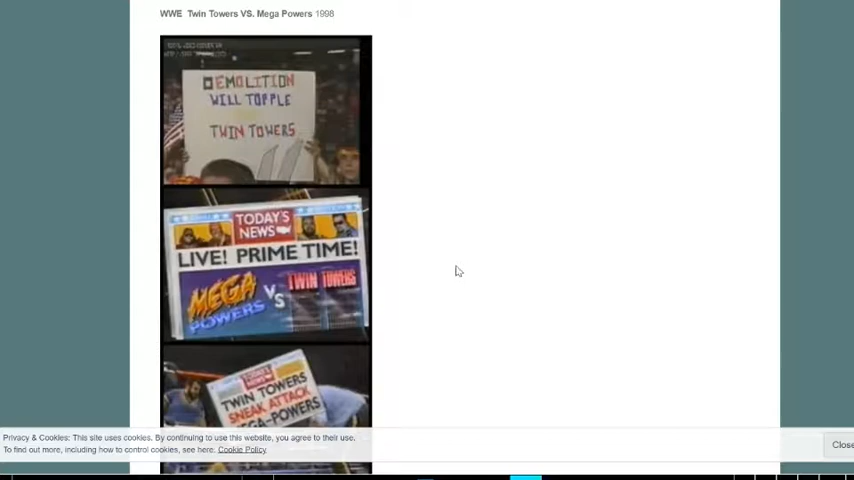 WWE Twin Towers VS. Mega Powers 1998
DEMOLITION
WILL TOPPLE
TWIN TOWERS
TODAY'S
NEWS
LIVE! PRIME TIME!
MEGA
POWERS
VS
TWIN TOWERS
TODAY'S
TWIN TOWERS
SNEAK ATTACK
MEGA-POWERS
Privacy & Cookies: This site uses cookies. By continuing to use this website, you agree to their use.
To find out more, including how to control cookies, see here: Cookie Policy
Close